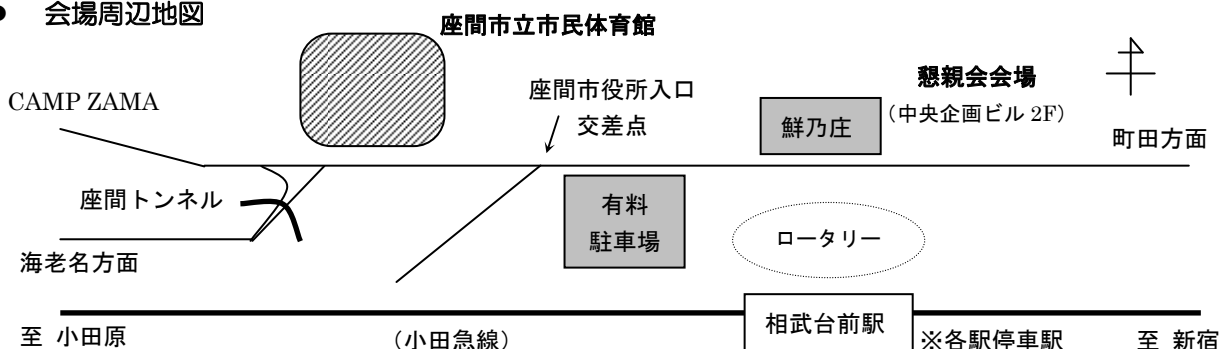 ● 会場周辺地図
座間市立市民体育館
懇親会会場
座間市役所入口
交差点
CAMP ZAMA
鮮乃庄
(中央企画ビル 2F)
町田方面
座間トンネル
有料
駐車場
ロータリー
海老名方面
相武台前駅
至 小田原
(小田急線)
※各駅停車駅
至 新宿